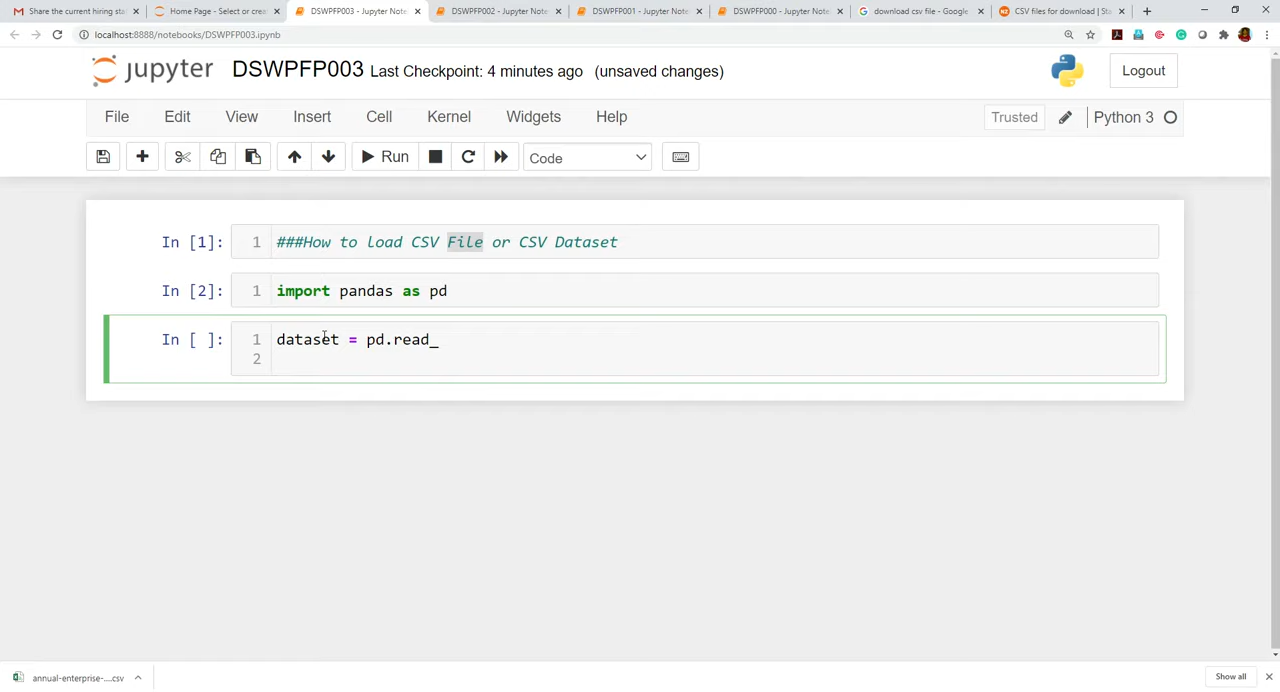 Share the current hiring sta
Home Page - Select or crea
DSWPFP003 - Jupyter Note
DSWPFP002 - Jupyter Note
DSWPFP001 - Jupyter Note
DSWPFP000 - Jupyter Note
download csv file - Google
CSV files for download | Sta
localhost:8888/notebooks/DSWPFP003.ipynb
jupyter DSWPFP003 Last Checkpoint: 4 minutes ago (unsaved changes) Logout
File Edit View Insert Cell Kernel Widgets Help Trusted Python 3
Run Code
In [1]: 1 ###How to load CSV File or CSV Dataset
In [2]: 1 import pandas as pd
In [ ]: 1 dataset = pd.read_
2
annual-enterprise-....csv Show all